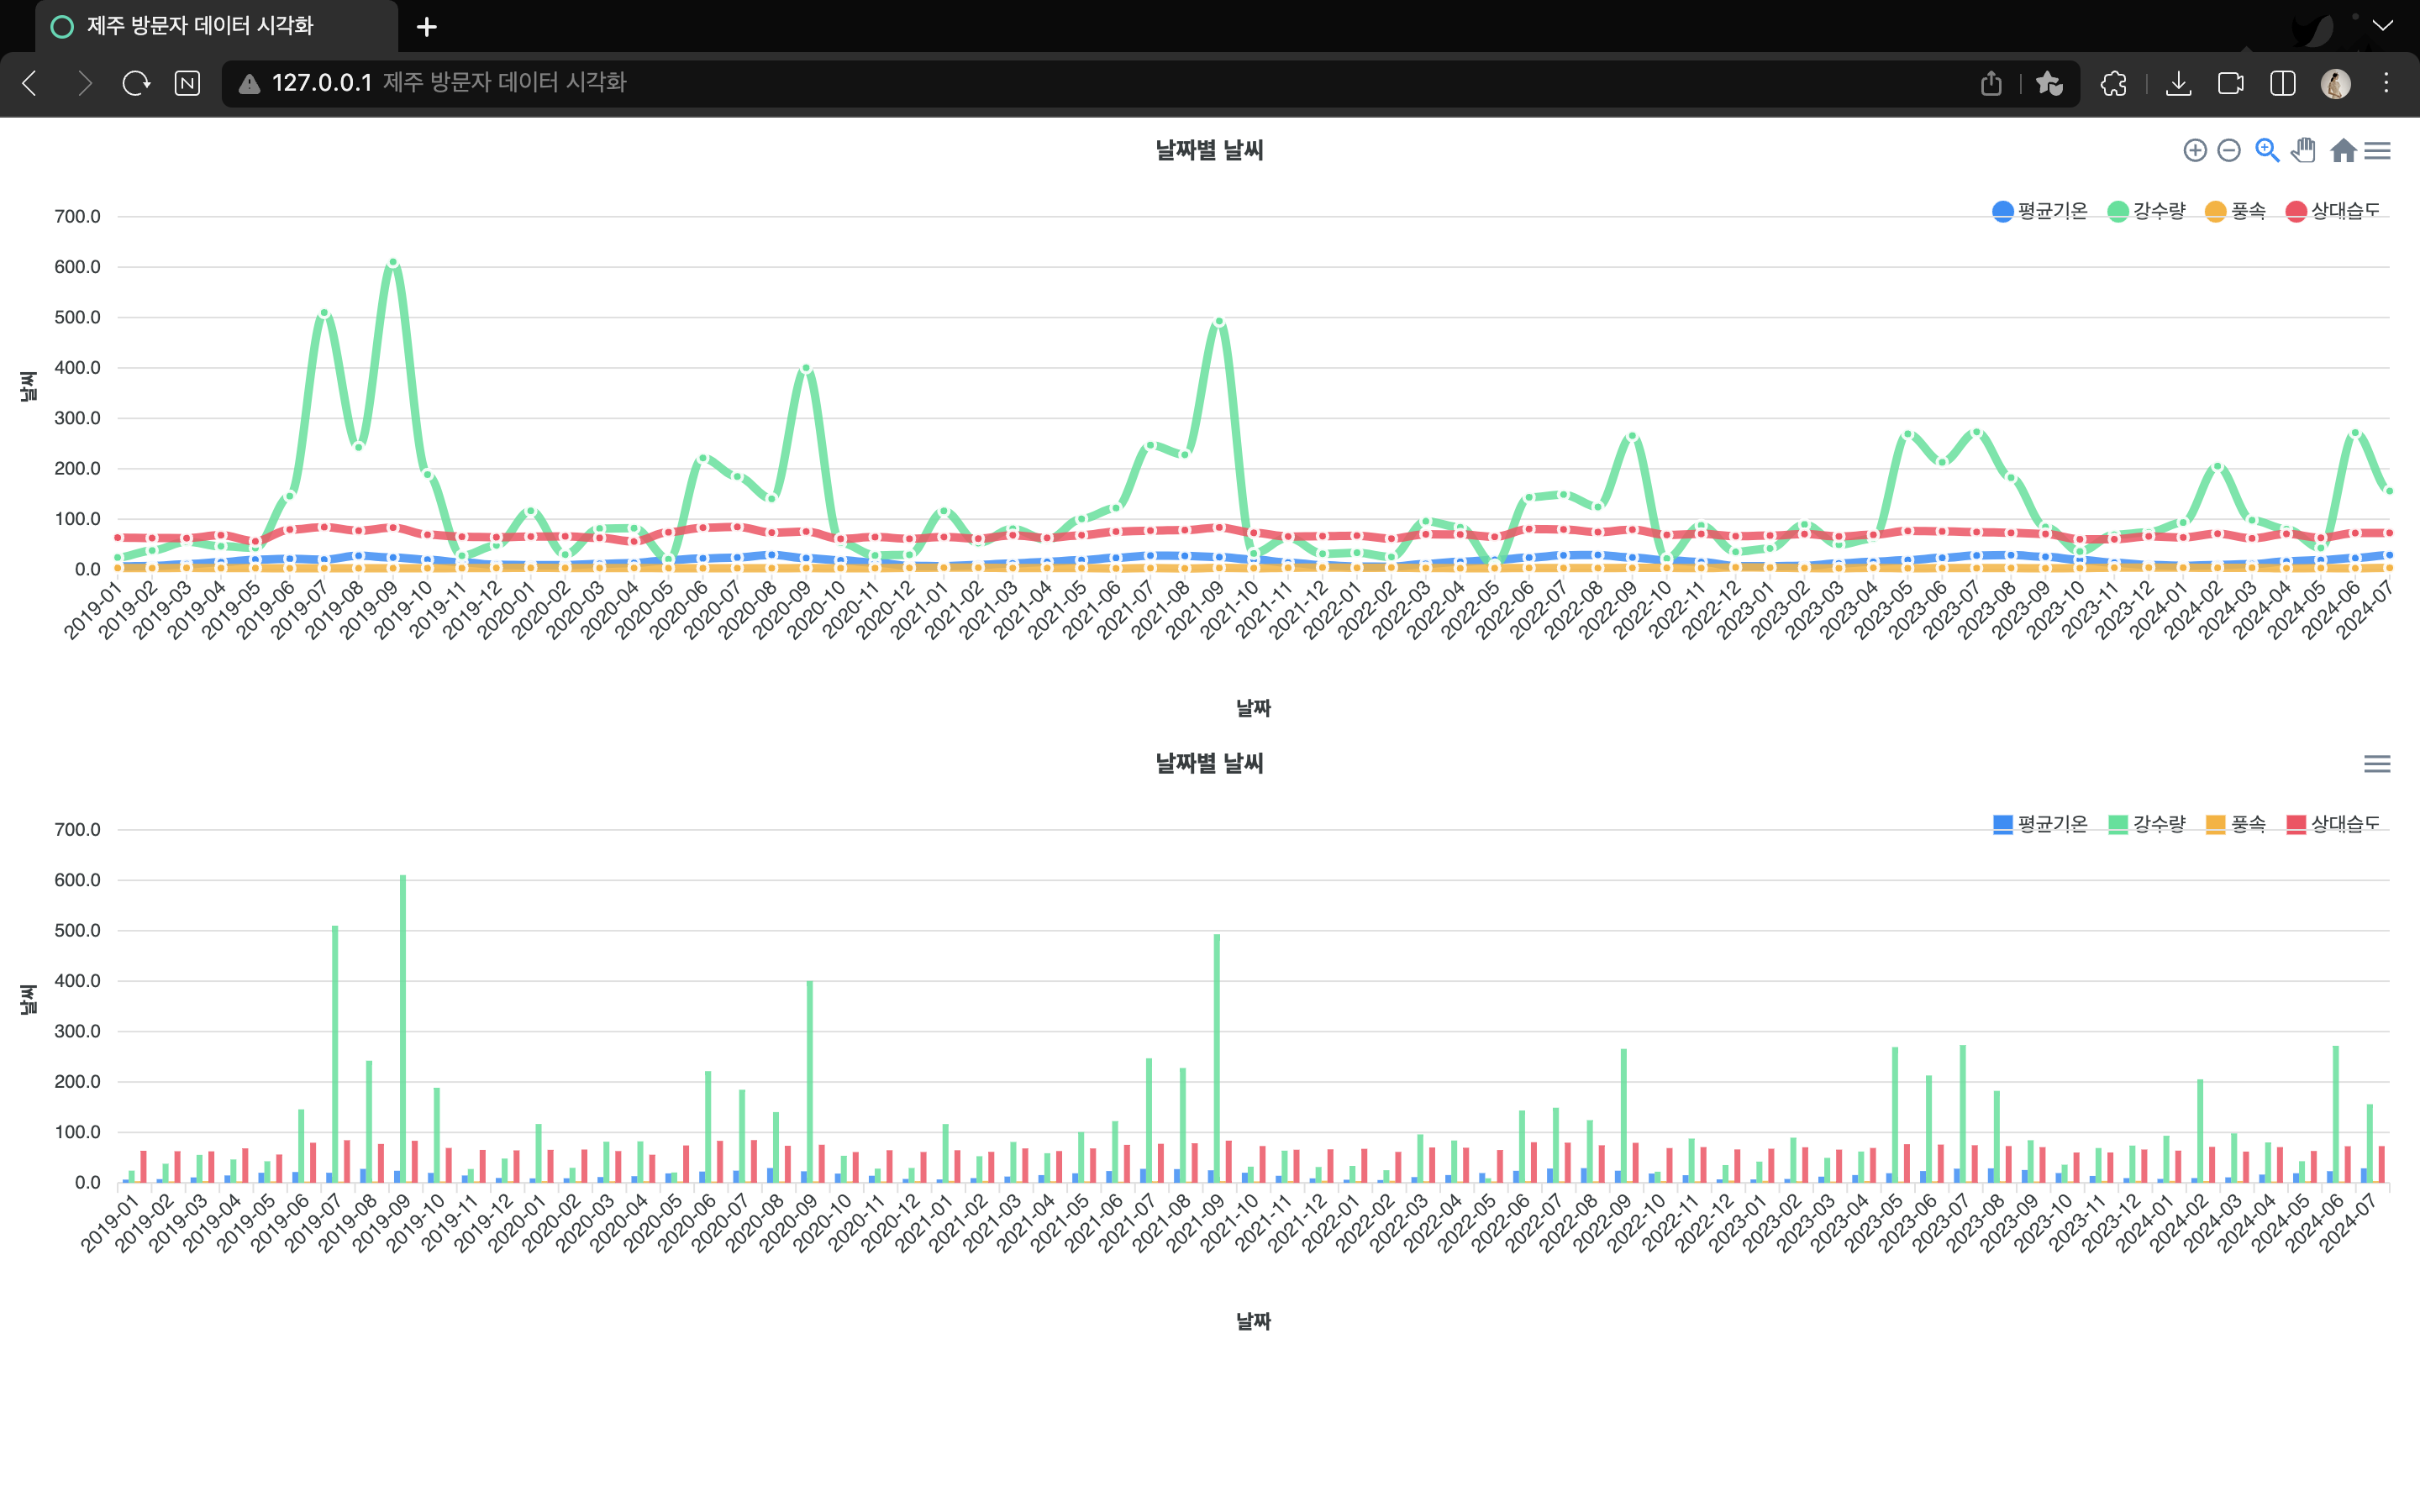 제주 방문자 데이터 시각화
127.0.0.1 제주 방문자 데이터 시각화
날짜별 날씨
평균기온 강수량 풍속 상대습도
700.0
600.0
500.0
400.0
300.0
200.0
100.0
0.0
날씨
2019-01 2019-02 2019-03 2019-04 2019-05 2019-06 2019-07 2019-08 2019-09 2019-10 2019-11 2019-12 2020-01 2020-02 2020-03 2020-04 2020-05 2020-06 2020-07 2020-08 2020-09 2020-10 2020-11 2020-12 2021-01 2021-02 2021-03 2021-04 2021-05 2021-06 2021-07 2021-08 2021-09 2021-10 2021-11 2021-12 2022-01 2022-02 2022-03 2022-04 2022-05 2022-06 2022-07 2022-08 2022-09 2022-10 2022-11 2022-12 2023-01 2023-02 2023-03 2023-04 2023-05 2023-06 2023-07 2023-08 2023-09 2023-10 2023-11 2023-12 2024-01 2024-02 2024-03 2024-04 2024-05 2024-06 2024-07
날짜
날짜별 날씨
평균기온 강수량 풍속 상대습도
700.0
600.0
500.0
400.0
300.0
200.0
100.0
0.0
날씨
2019-01 2019-02 2019-03 2019-04 2019-05 2019-06 2019-07 2019-08 2019-09 2019-10 2019-11 2019-12 2020-01 2020-02 2020-03 2020-04 2020-05 2020-06 2020-07 2020-08 2020-09 2020-10 2020-11 2020-12 2021-01 2021-02 2021-03 2021-04 2021-05 2021-06 2021-07 2021-08 2021-09 2021-10 2021-11 2021-12 2022-01 2022-02 2022-03 2022-04 2022-05 2022-06 2022-07 2022-08 2022-09 2022-10 2022-11 2022-12 2023-01 2023-02 2023-03 2023-04 2023-05 2023-06 2023-07 2023-08 2023-09 2023-10 2023-11 2023-12 2024-01 2024-02 2024-03 2024-04 2024-05 2024-06 2024-07
날짜